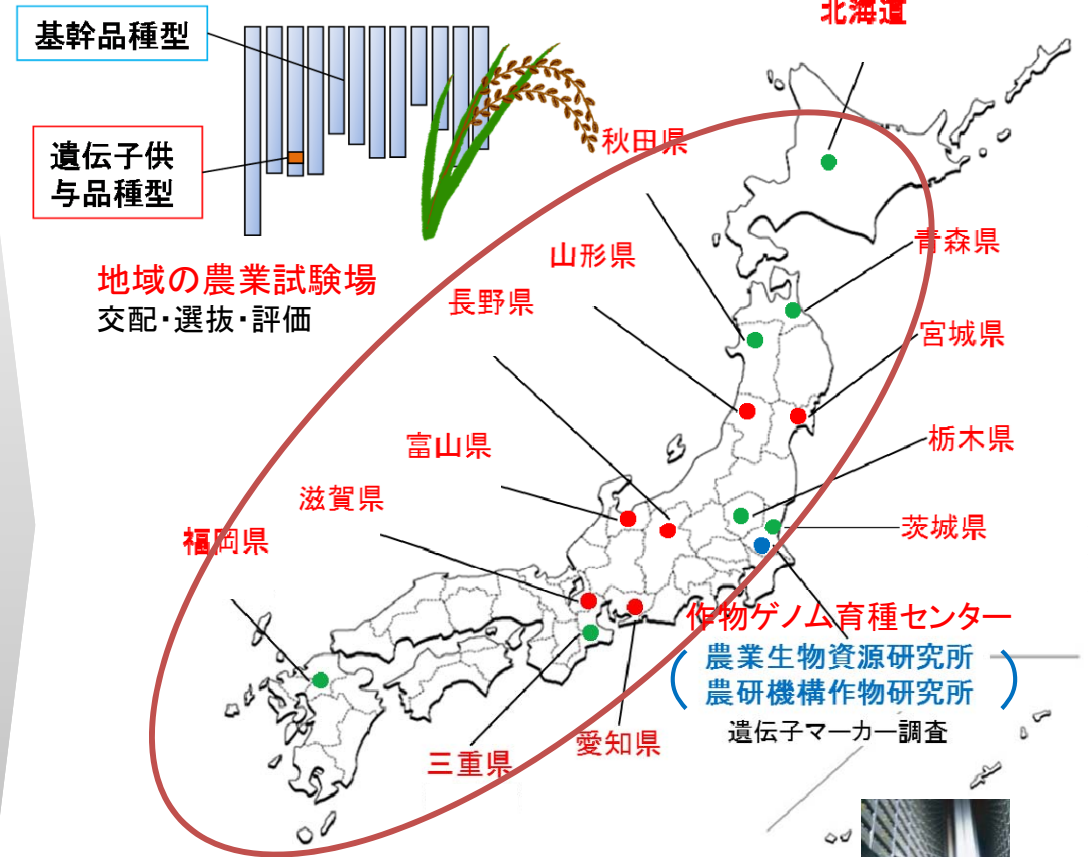 北海道
基幹品種型
遺伝子供
与品種型
秋田県
山形県
青森県
地域の農業試験場
交配・選抜・評価
長野県
宮城県
富山県
栃木県
滋賀県
茨城県
福岡県
作物ゲノム育種センター
農業生物資源研究所
農研機構作物研究所
遺伝子マーカー調査
愛知県
三重県